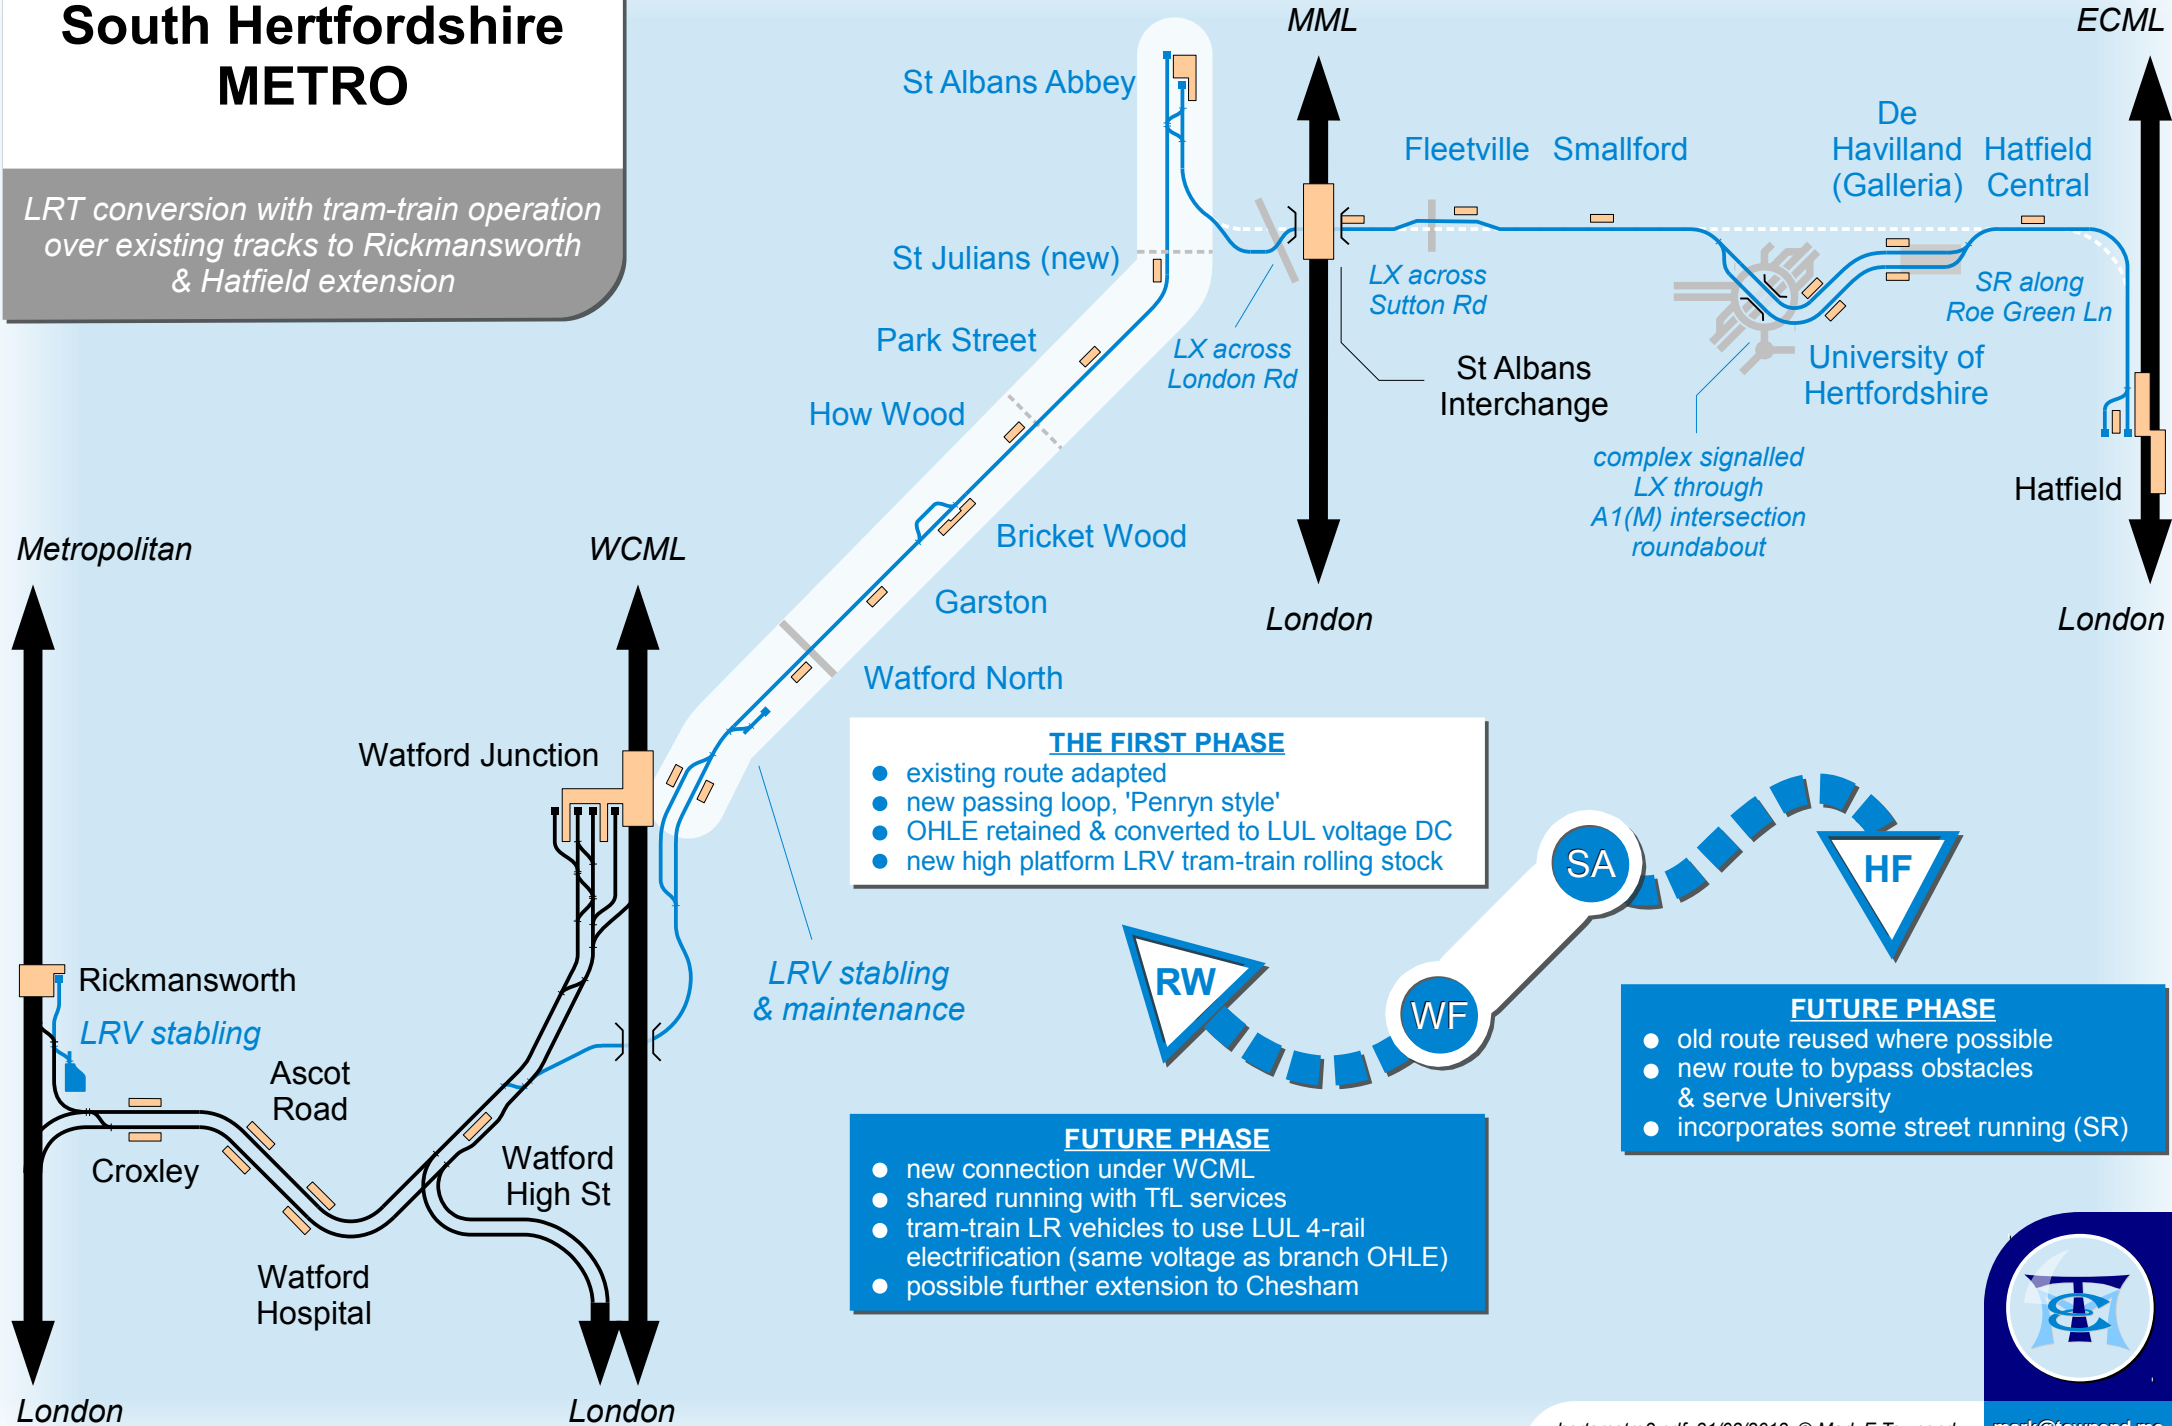 South Hertfordshire
METRO
LRT conversion with tram-train operation
over existing tracks to Rickmansworth
& Hatfield extension
MML
ECML
St Albans Abbey
Fleetville
Smallford
De
Havilland
(Galleria)
Hatfield
Central
St Julians (new)
LX across
Sutton Rd
SR along
Roe Green Ln
Park Street
LX across
London Rd
St Albans
Interchange
University of
Hertfordshire
How Wood
complex signalled
LX through
A1(M) intersection
roundabout
Hatfield
Bricket Wood
Metropolitan
WCML
Garston
London
London
Watford North
Watford Junction
THE FIRST PHASE
existing route adapted
new passing loop, 'Penryn style'
OHLE retained & converted to LUL voltage DC
new high platform LRV tram-train rolling stock
SA
HF
RW
WF
LRV stabling
& maintenance
Rickmansworth
LRV stabling
Ascot
Road
Croxley
Watford
High St
Watford
Hospital
FUTURE PHASE
old route reused where possible
new route to bypass obstacles
& serve University
incorporates some street running (SR)
FUTURE PHASE
new connection under WCML
shared running with TfL services
tram-train LR vehicles to use LUL 4-rail
electrification (same voltage as branch OHLE)
possible further extension to Chesham
London
London